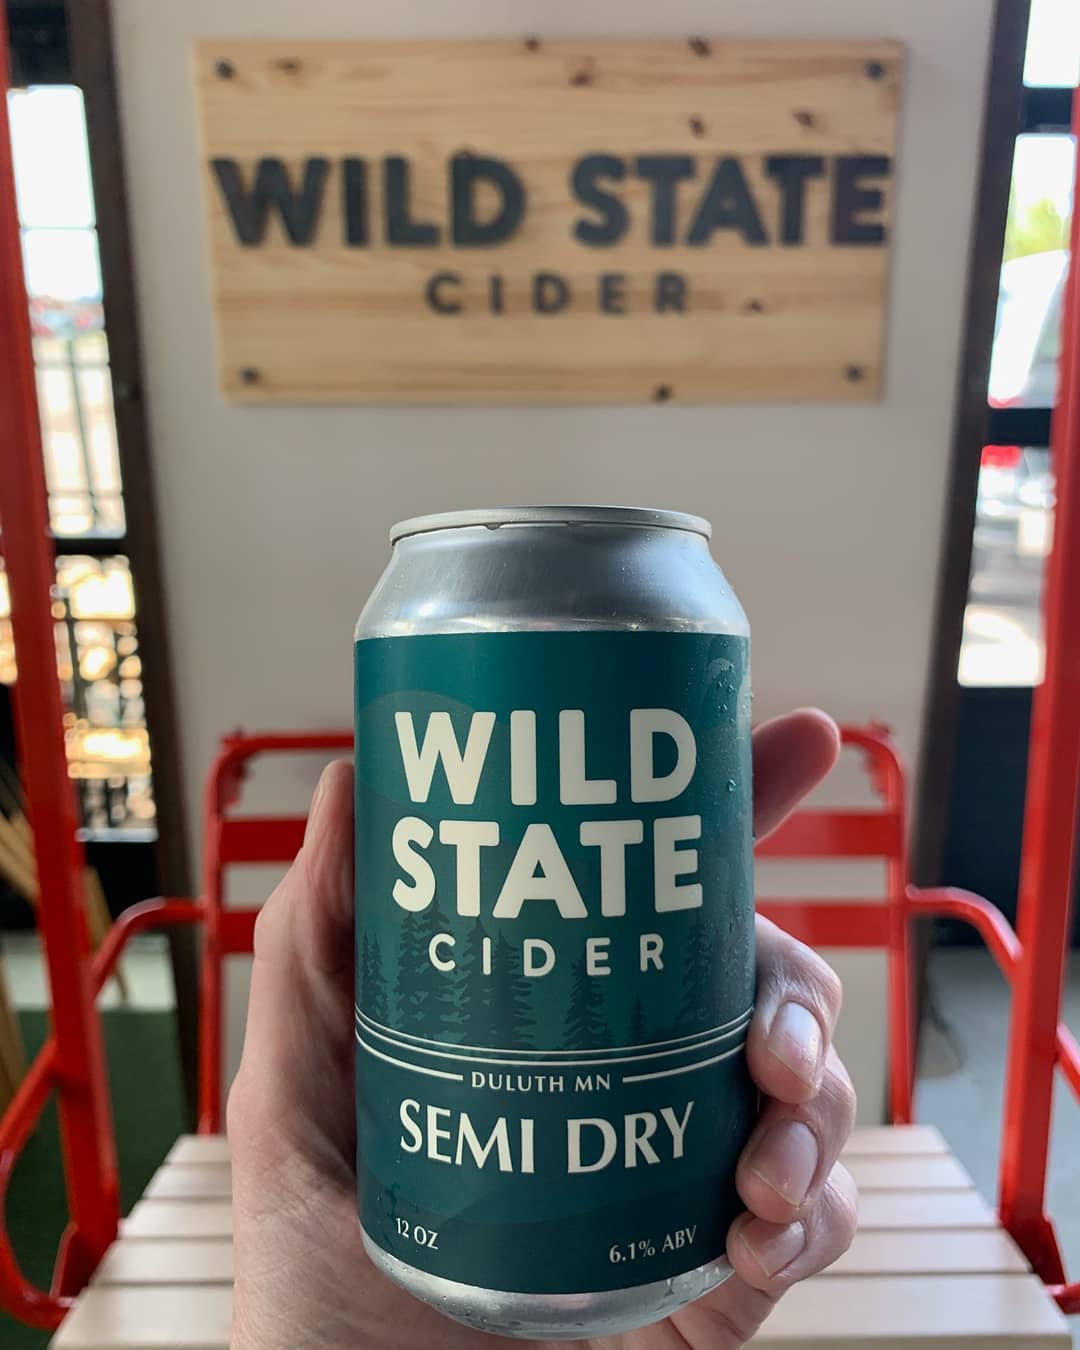 WILD STATE
CIDER
WILD
STATE
CIDER
DULUTH MN
SEMI DRY
12 OZ
6.1% ABV